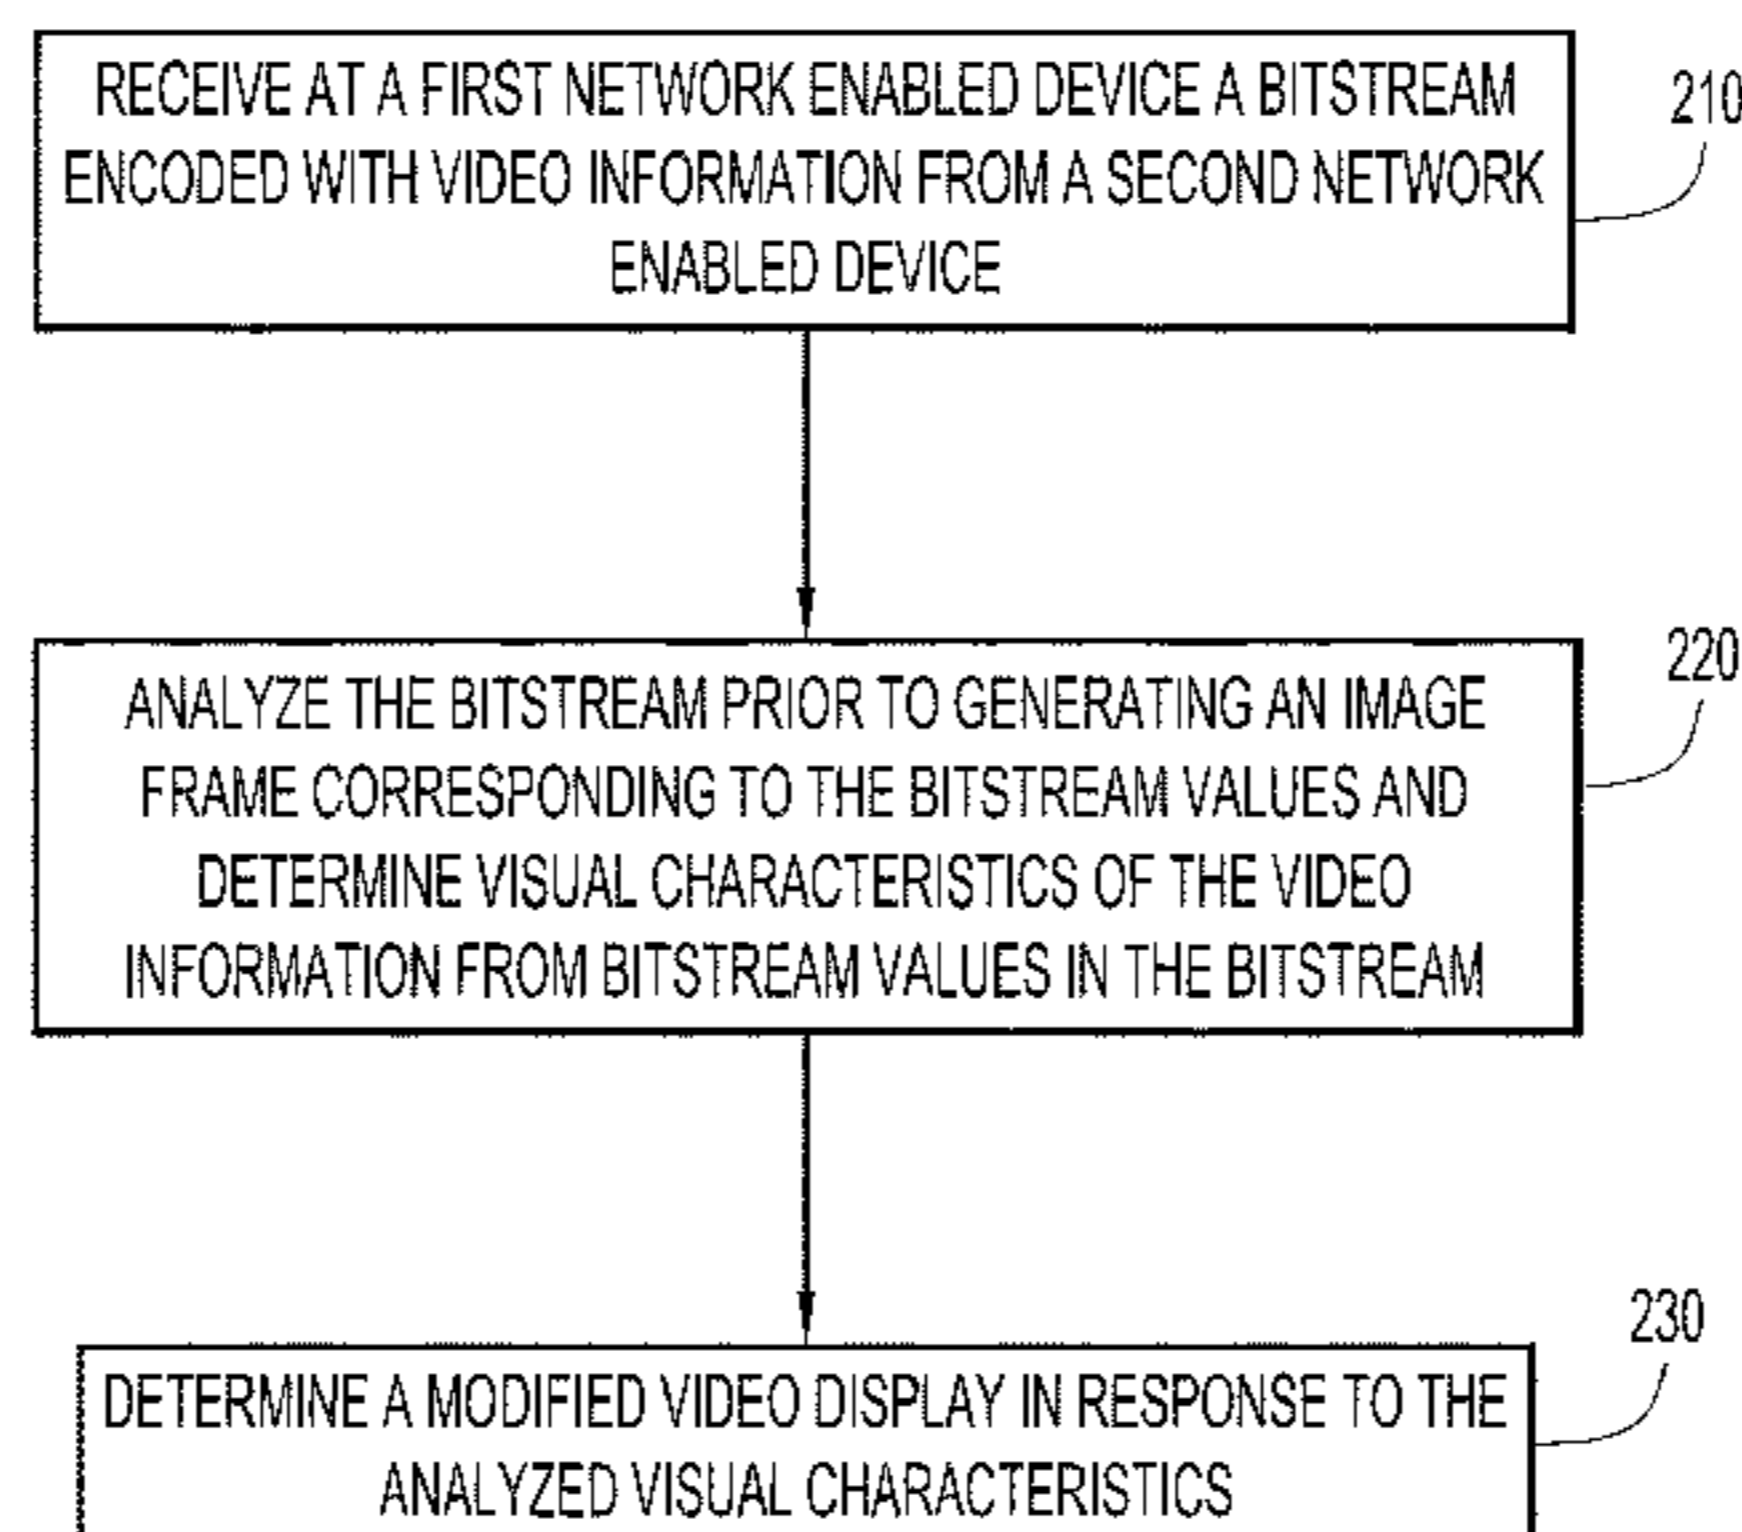 RECEIVE AT A FIRST NETWORK ENABLED DEVICE A BITSTREAM
ENCODED WITH VIDEO INFORMATION FROM A SECOND NETWORK
ENABLED DEVICE
210
ANALYZE THE BITSTREAM PRIOR TO GENERATING AN IMAGE
FRAME CORRESPONDING TO THE BITSTREAM VALUES AND
DETERMINE VISUAL CHARACTERISTICS OF THE VIDEO
INFORMATION FROM BITSTREAM VALUES IN THE BITSTREAM
220
DETERMINE A MODIFIED VIDEO DISPLAY IN RESPONSE TO THE
ANALYZED VISUAL CHARACTERISTICS
230